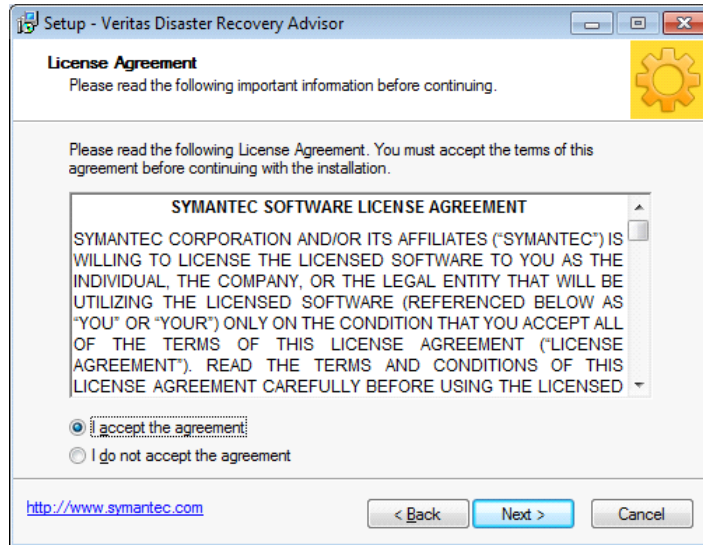 Setup - Veritas Disaster Recovery Advisor
License Agreement
Please read the following important information before continuing.
Please read the following License Agreement. You must accept the terms of this
agreement before continuing with the installation.
SYMANTEC SOFTWARE LICENSE AGREEMENT
SYMANTEC CORPORATION AND/OR ITS AFFILIATES (“SYMANTEC”) IS
WILLING TO LICENSE THE LICENSED SOFTWARE TO YOU AS THE
INDIVIDUAL, THE COMPANY, OR THE LEGAL ENTITY THAT WILL BE
UTILIZING THE LICENSED SOFTWARE (REFERENCED BELOW AS
“YOU” OR “YOUR”) ONLY ON THE CONDITION THAT YOU ACCEPT ALL
OF THE TERMS OF THIS LICENSE AGREEMENT (“LICENSE
AGREEMENT”). READ THE TERMS AND CONDITIONS OF THIS
LICENSE AGREEMENT CAREFULLY BEFORE USING THE LICENSED
I accept the agreement
I do not accept the agreement
http://www.symantec.com
< Back
Next >
Cancel